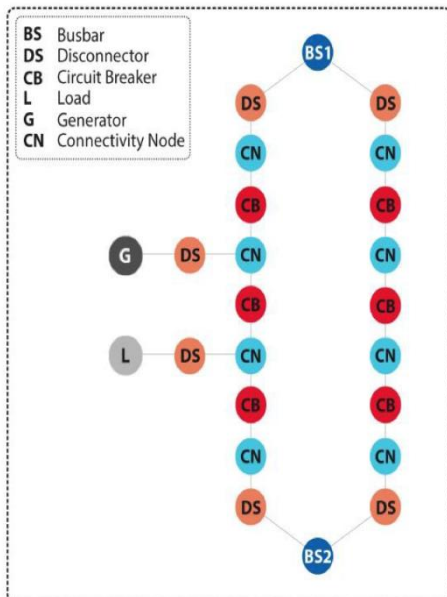 BS Busbar
DS Disconnector
CB Circuit Breaker
L Load
G Generator
CN Connectivity Node
BS1
DS DS
CN CN
CB CB
G DS CN CN
CB CB
L DS CN CN
CB CB
CN CN
DS DS
BS2